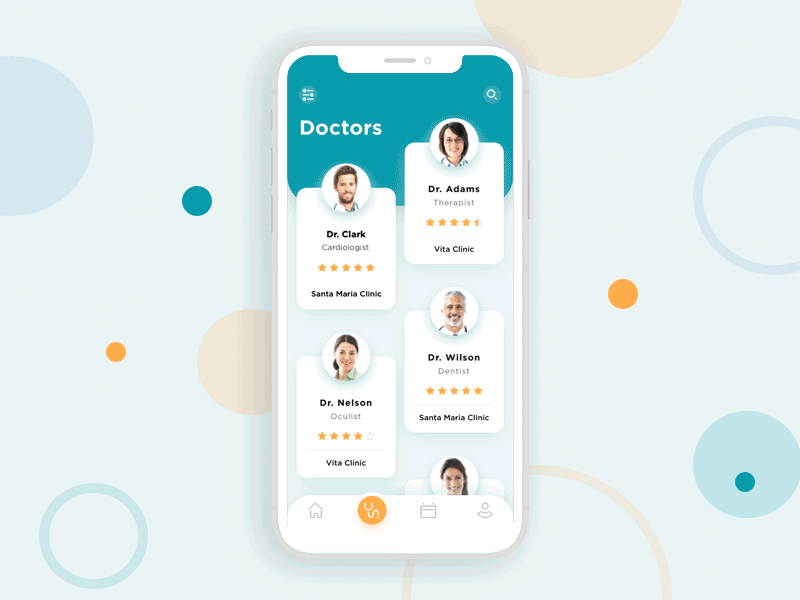 Doctors
Dr. Adams
Therapist
Vita Clinic
Dr. Clark
Cardiologist
Santa Maria Clinic
Dr. Wilson
Dentist
Santa Maria Clinic
Dr. Nelson
Oculist
Vita Clinic